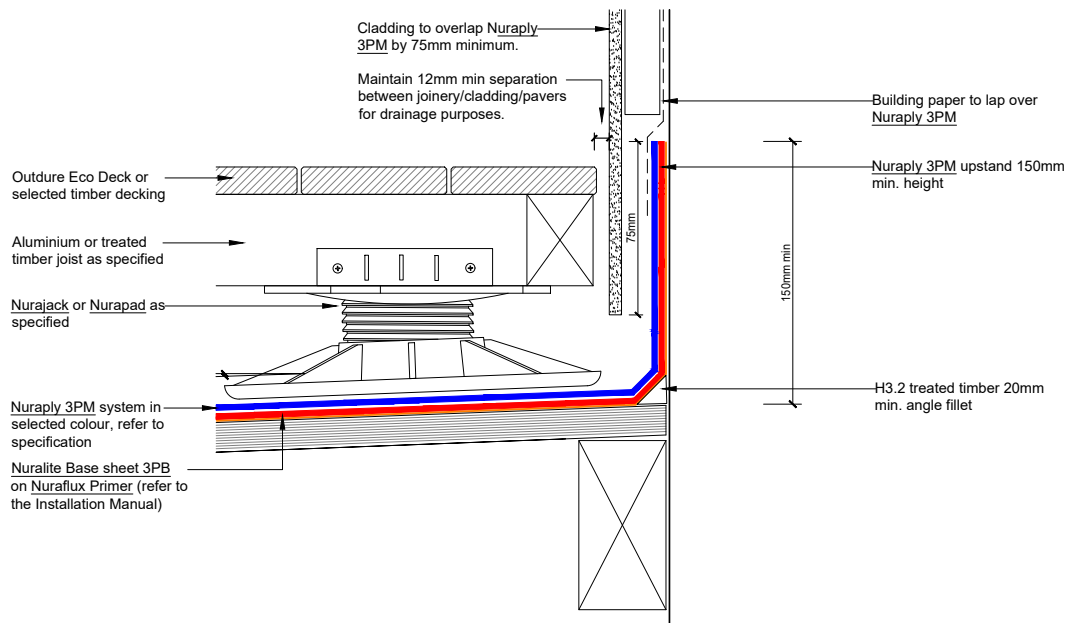 Cladding to overlap Nuraply
3PM by 75mm minimum.
Maintain 12mm min separation
between joinery/cladding/pavers
for drainage purposes.
Building paper to lap over
Nuraply 3PM
Outdure Eco Deck or
selected timber decking
Nuraply 3PM upstand 150mm
min. height
Aluminium or treated
timber joist as specified
75mm
150mm min
Nurajack or Nurapad as
specified
H3.2 treated timber 20mm
min. angle fillet
Nuraply 3PM system in
selected colour, refer to
specification
Nuralite Base sheet 3PB
on Nuraflux Primer (refer to
the Installation Manual)